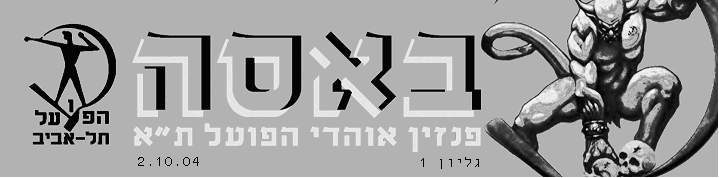 באסה
פנזין אוהדי הפועל ת"א
גליון 1
2.10.04
הפועל
תל-אביב